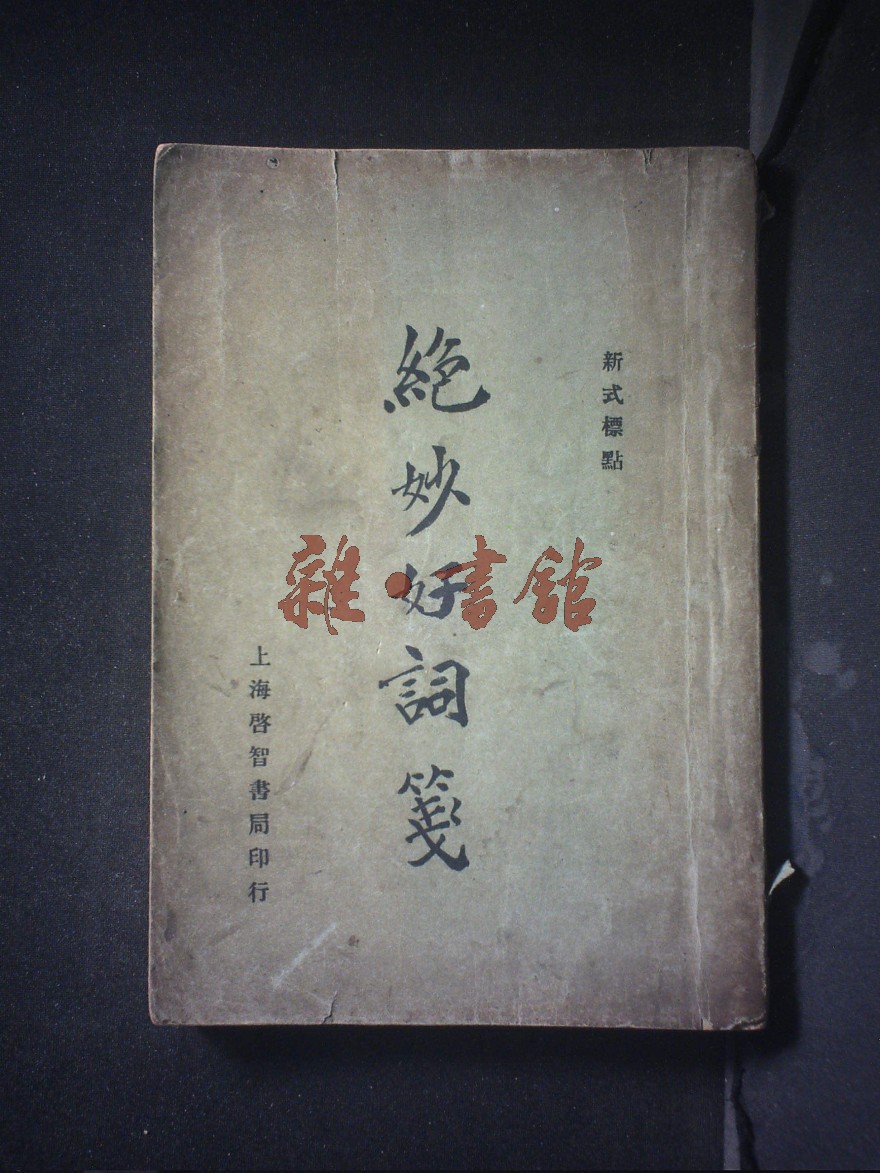 新式標點
絕妙好詞箋
上海啓智書局印行
雜·書館